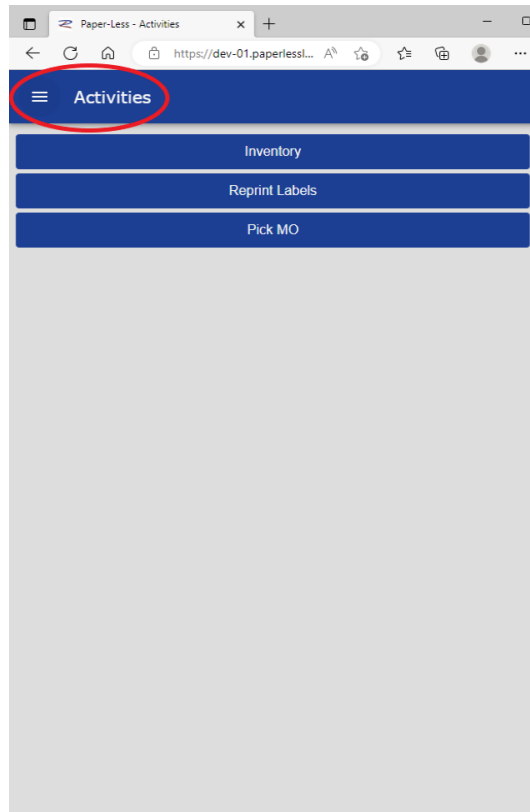 Paper-Less - Activities
https://dev-01.paperlessl...
Activities
Inventory
Reprint Labels
Pick MO